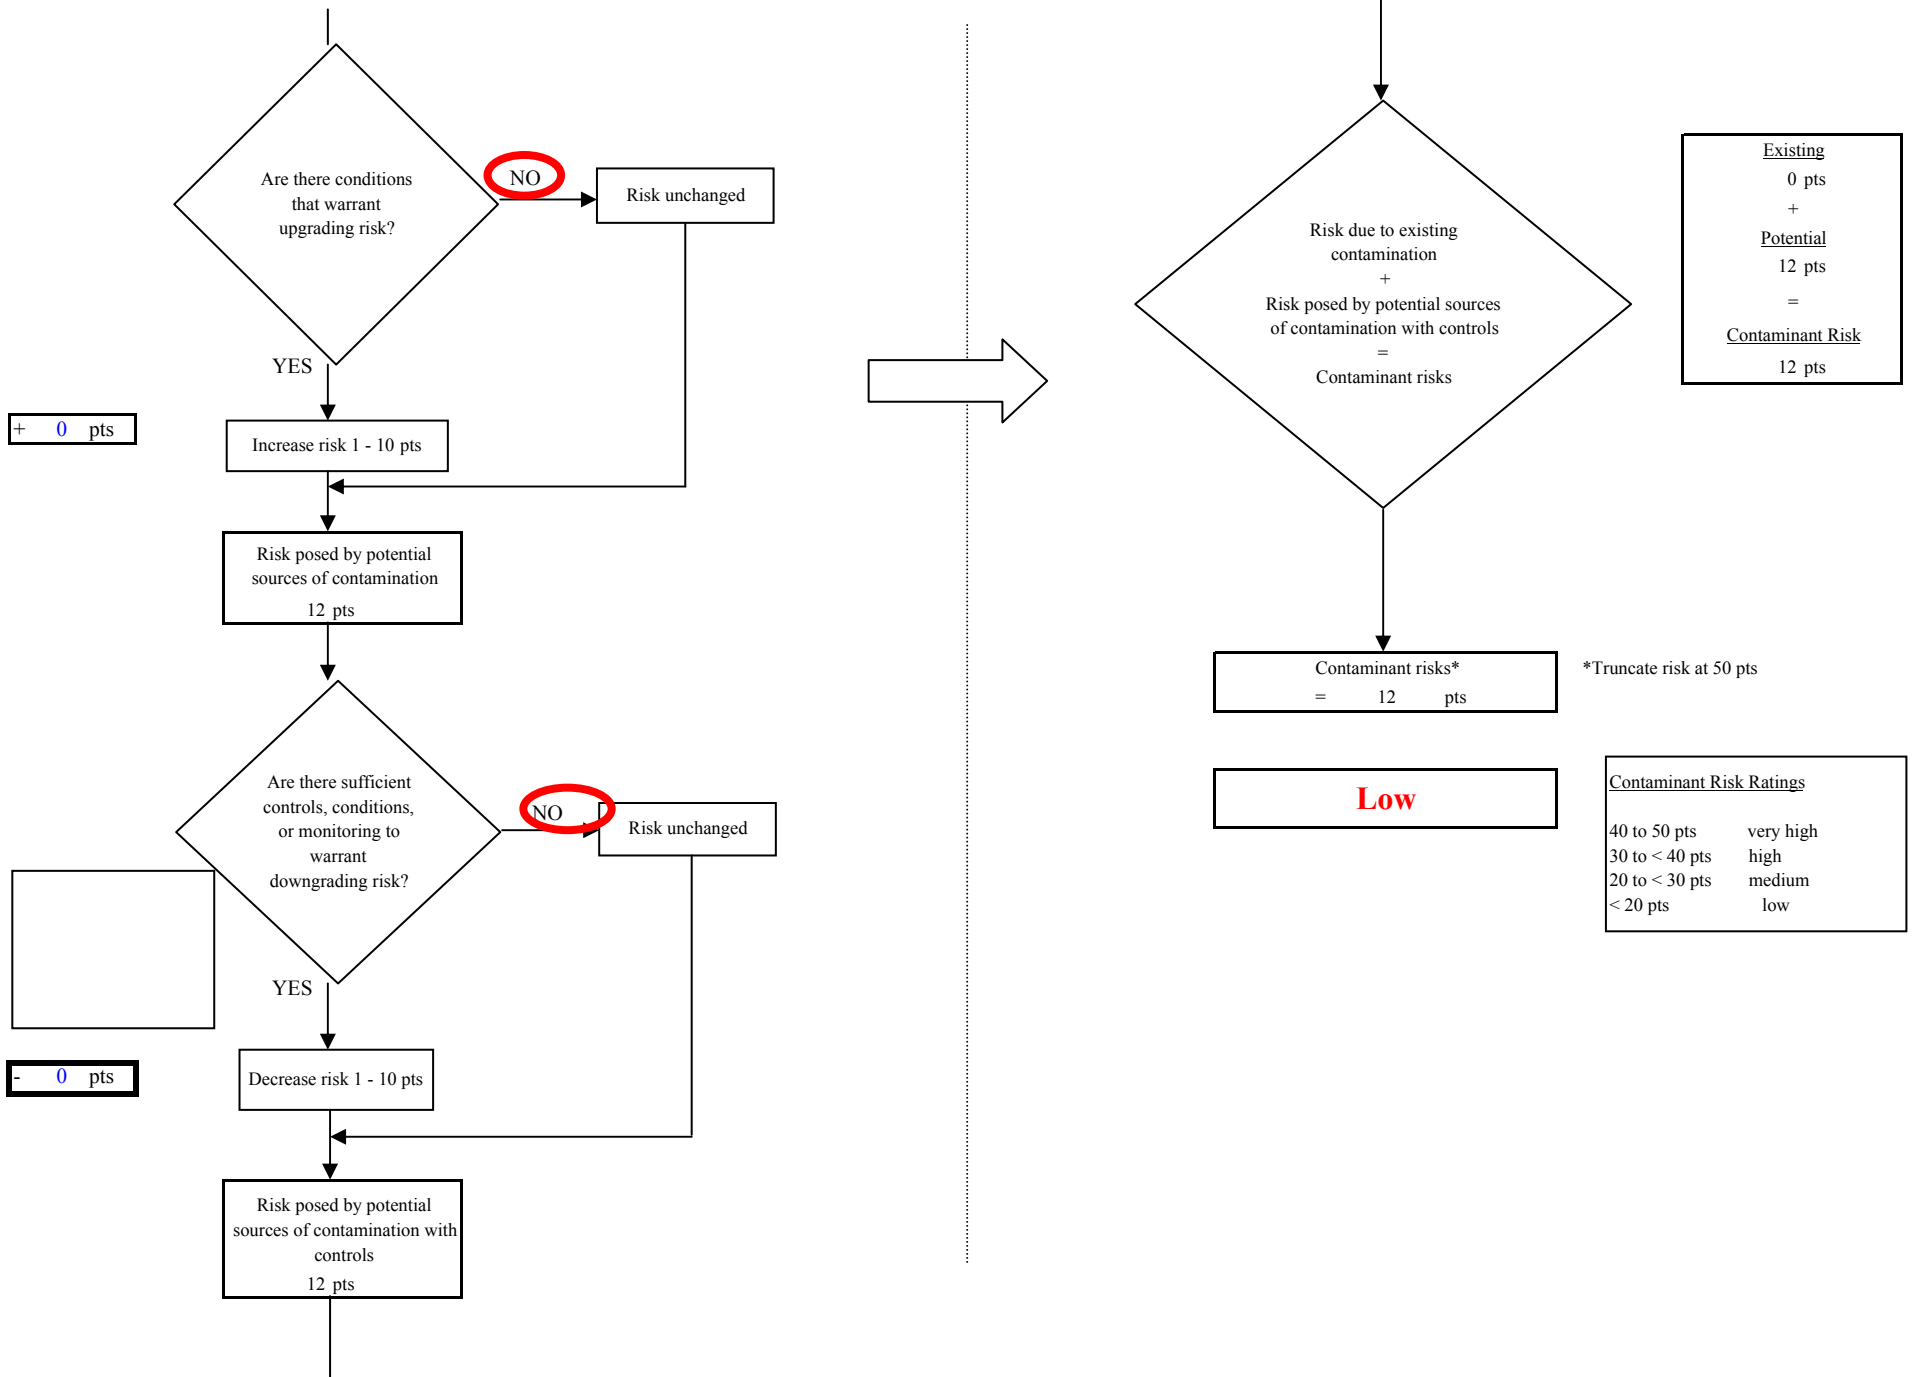 Are there conditions
that warrant
upgrading risk?
NO
Risk unchanged
YES
+ 0 pts
Increase risk 1 - 10 pts
Risk posed by potential
sources of contamination
12 pts
Are there sufficient
controls, conditions,
or monitoring to
warrant
downgrading risk?
NO
Risk unchanged
YES
- 0 pts
Decrease risk 1 - 10 pts
Risk posed by potential
sources of contamination with
controls
12 pts
Risk due to existing
contamination
+
Risk posed by potential sources
of contamination with controls
=
Contaminant risks
Existing
0 pts
+
Potential
12 pts
=
Contaminant Risk
12 pts
Contaminant risks*
= 12 pts
*Truncate risk at 50 pts
Low
Contaminant Risk Ratings
40 to 50 pts very high
30 to < 40 pts high
20 to < 30 pts medium
< 20 pts low